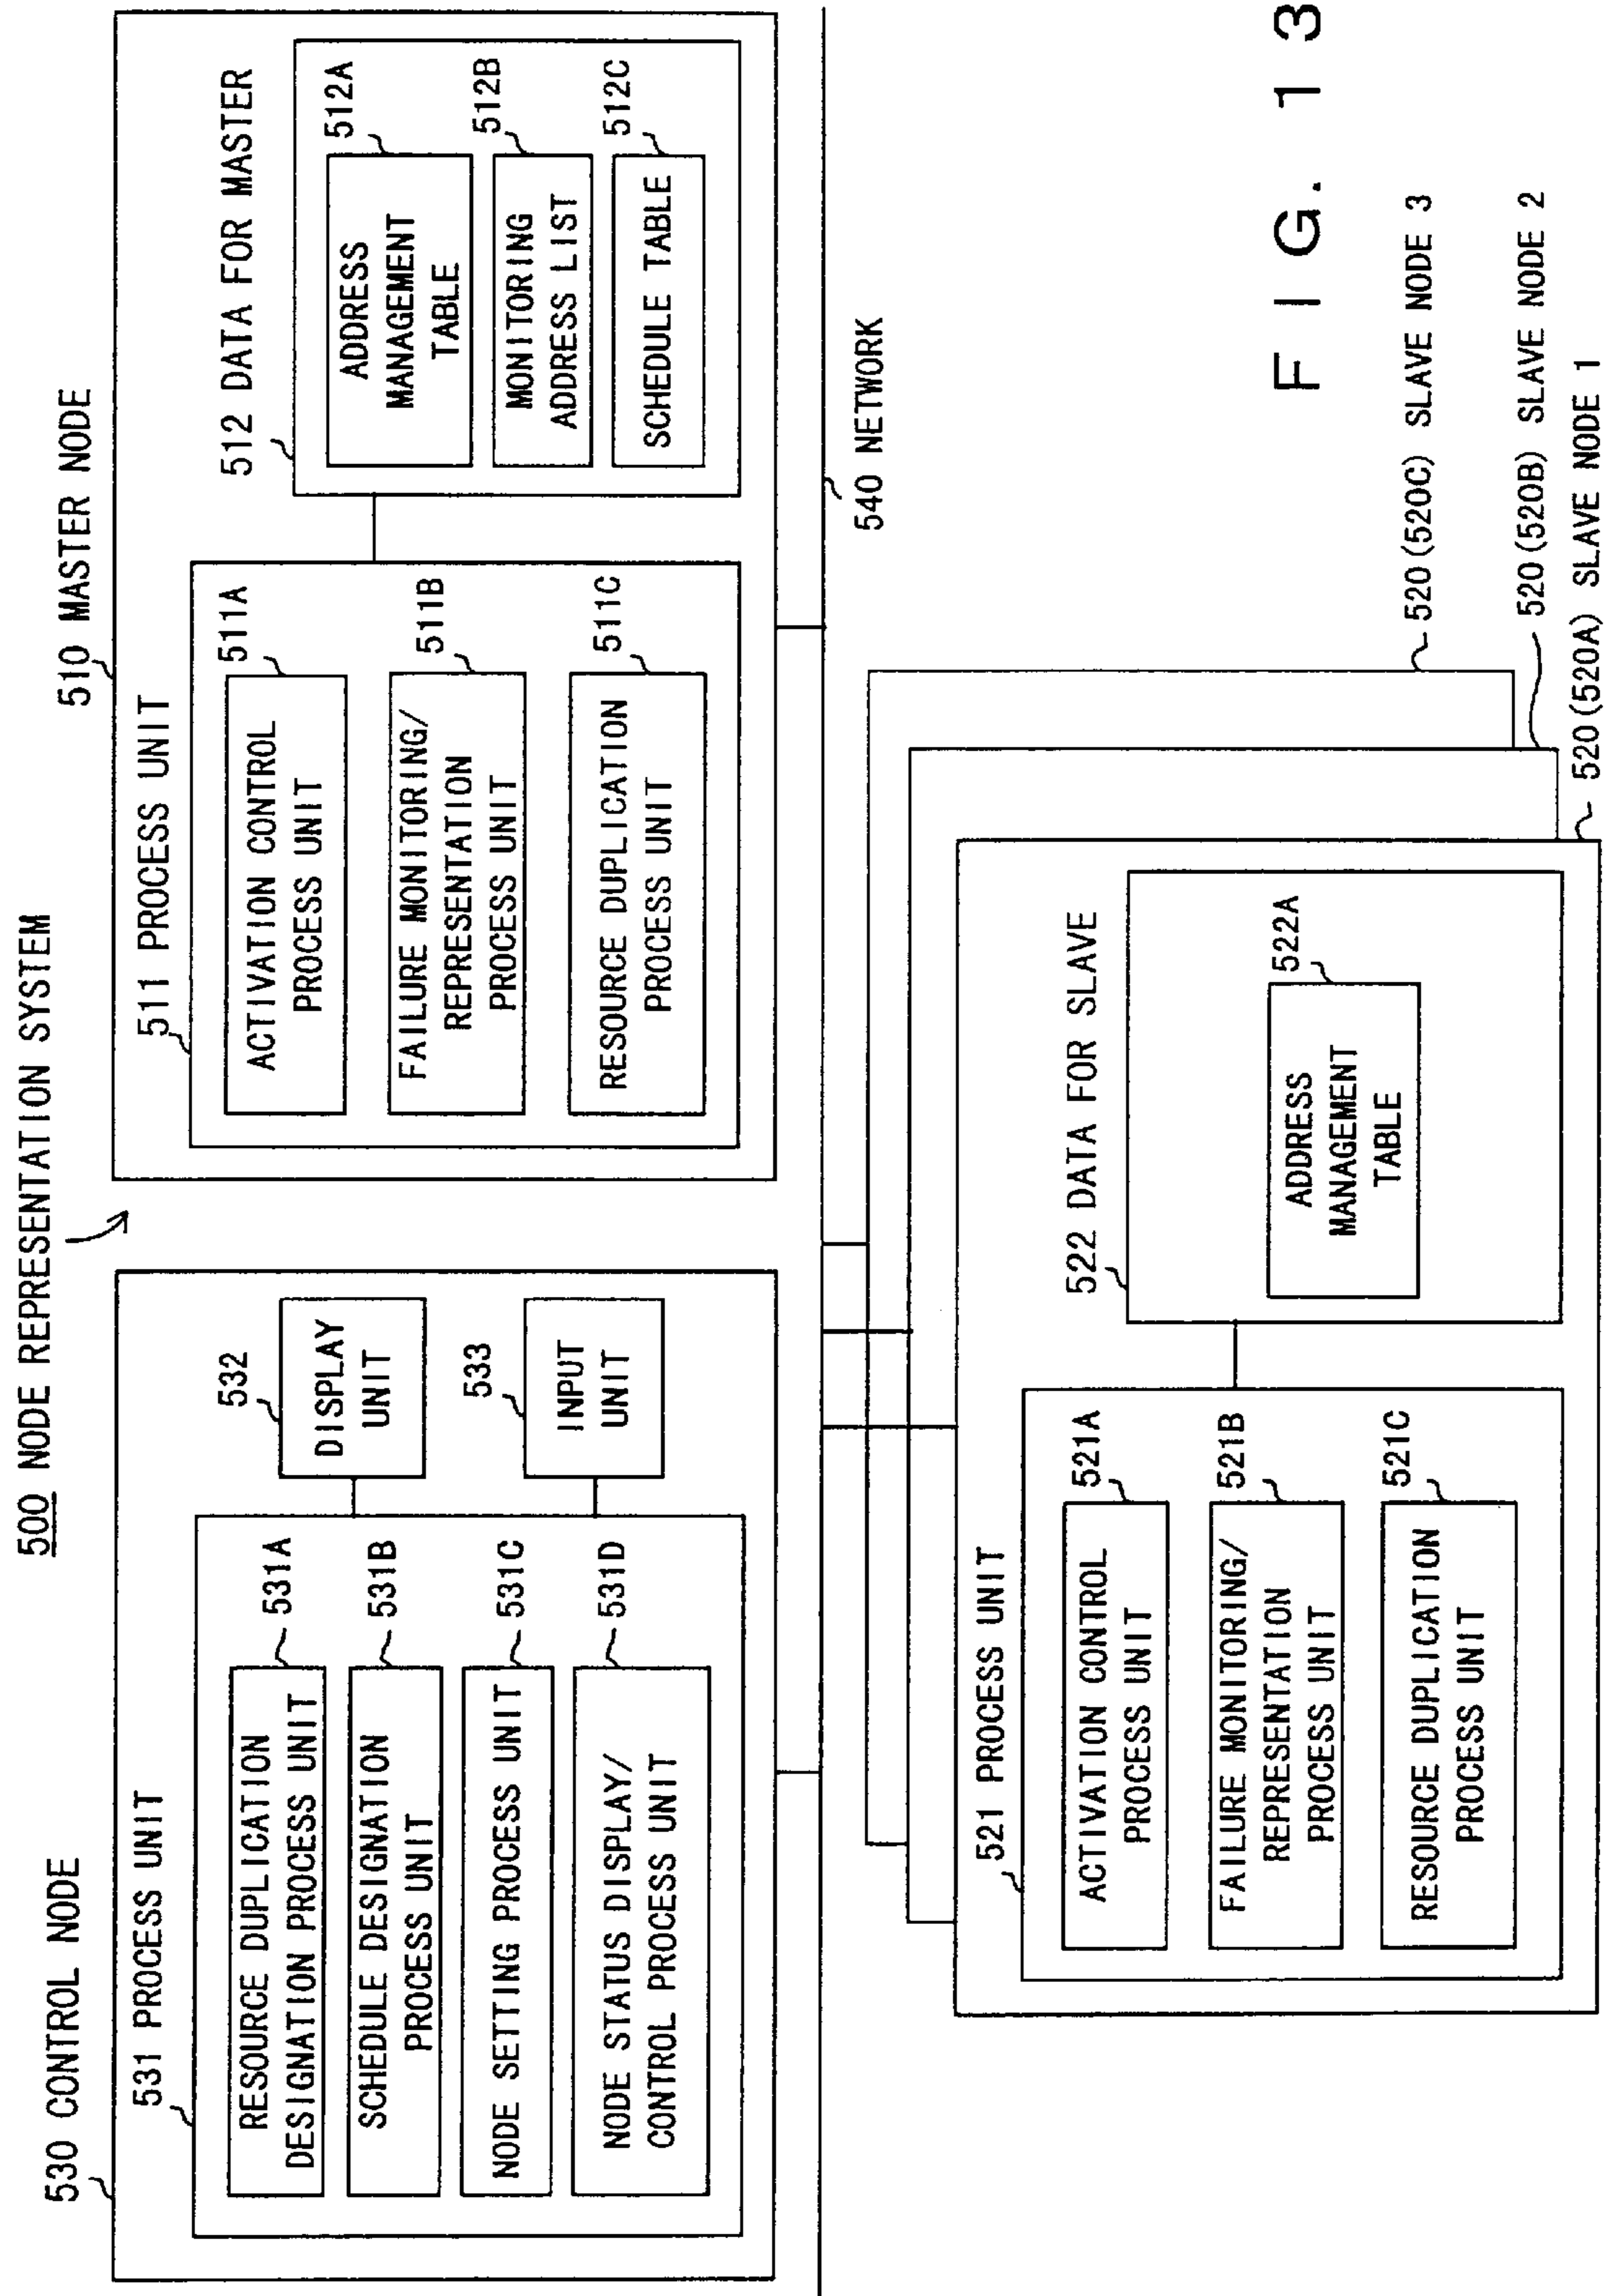 500 NODE REPRESENTATION SYSTEM
530 CONTROL NODE
531 PROCESS UNIT
RESOURCE DUPLICATION
DESIGNATION PROCESS UNIT
531A
SCHEDULE DESIGNATION
PROCESS UNIT
531B
NODE SETTING PROCESS UNIT
531C
NODE STATUS DISPLAY/
CONTROL PROCESS UNIT
531D
532
DISPLAY
UNIT
533
INPUT
UNIT
510 MASTER NODE
511 PROCESS UNIT
511A
ACTIVATION CONTROL
PROCESS UNIT
511B
FAILURE MONITORING/
REPRESENTATION
PROCESS UNIT
511C
RESOURCE DUPLICATION
PROCESS UNIT
512 DATA FOR MASTER
512A
ADDRESS
MANAGEMENT
TABLE
512B
MONITORING
ADDRESS LIST
512C
SCHEDULE TABLE
540 NETWORK
521 PROCESS UNIT
521A
ACTIVATION CONTROL
PROCESS UNIT
521B
FAILURE MONITORING/
REPRESENTATION
PROCESS UNIT
521C
RESOURCE DUPLICATION
PROCESS UNIT
522 DATA FOR SLAVE
522A
ADDRESS
MANAGEMENT
TABLE
520(520C) SLAVE NODE 3
520(520B) SLAVE NODE 2
520(520A) SLAVE NODE 1
FIG. 13